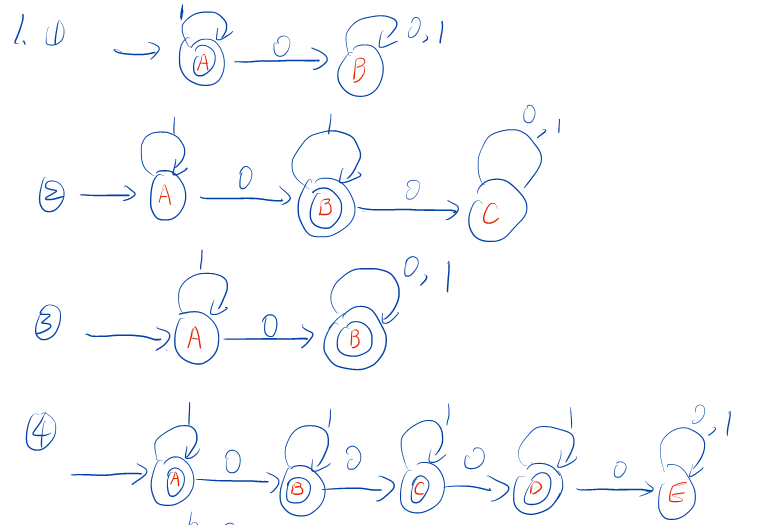 1. ① 1 0 0,1
A B
② 1 0 1 0 0,1
A B C
③ 1 0 0,1
A B
④ 1 0 1 0 1 0 1 0 0,1
A B C D E